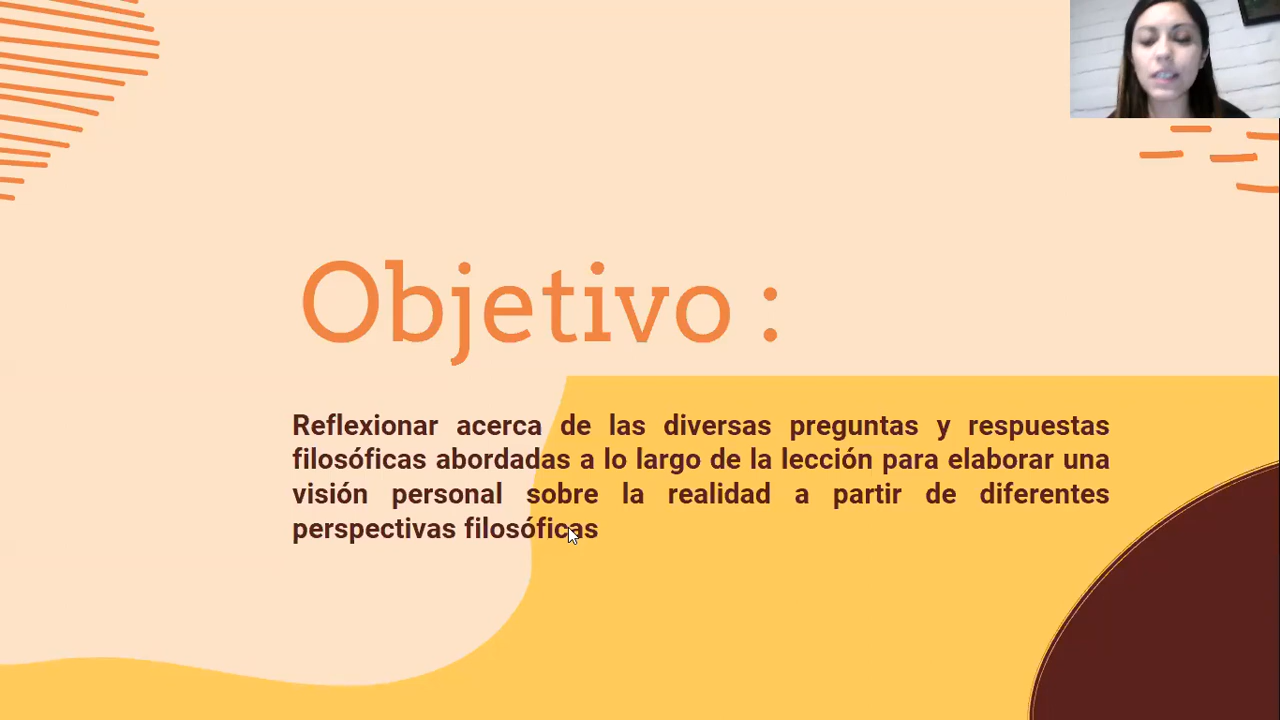 Objetivo :
Reflexionar acerca de las diversas preguntas y respuestas
filosóficas abordadas a lo largo de la lección para elaborar una
visión personal sobre la realidad a partir de diferentes
perspectivas filosóficas